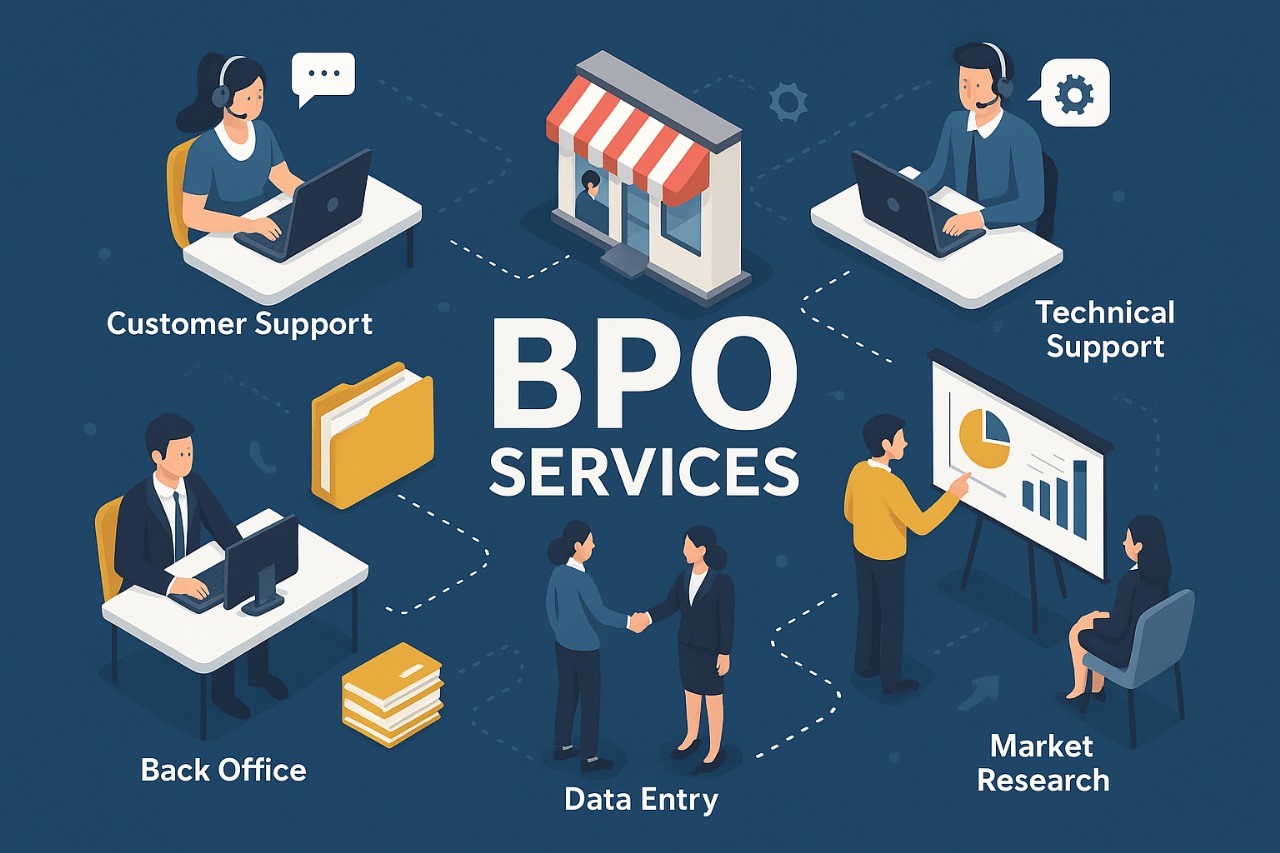 BPO
SERVICES
Customer Support
Technical
Support
Back Office
Data Entry
Market
Research